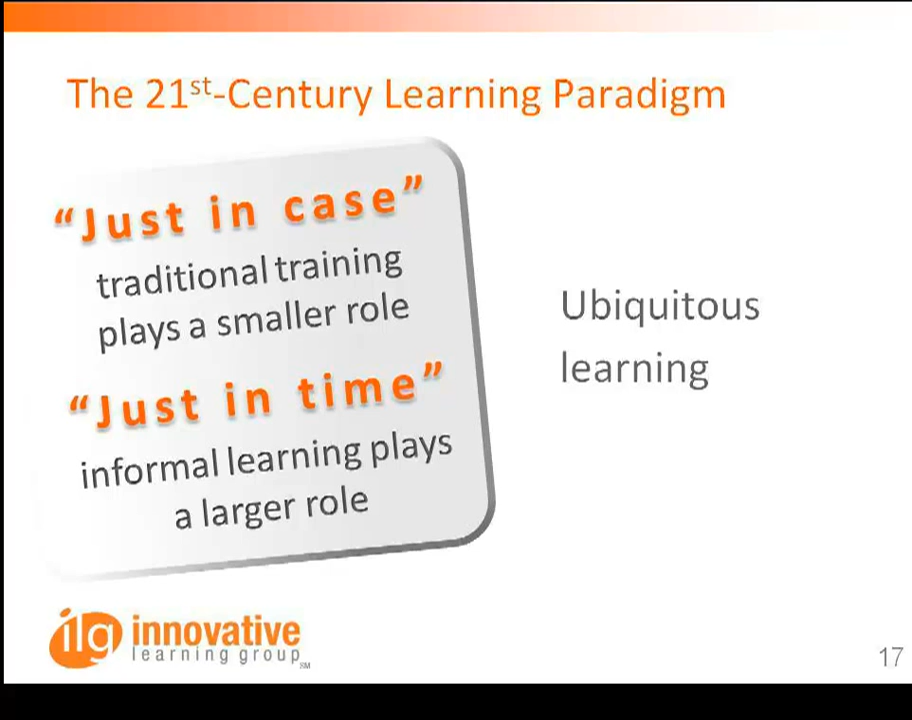 The 21st-Century Learning Paradigm
“Just in case”
traditional training
plays a smaller role
“Just in time”
informal learning plays
a larger role
Ubiquitous
learning
ilg innovative
learning group SM
17